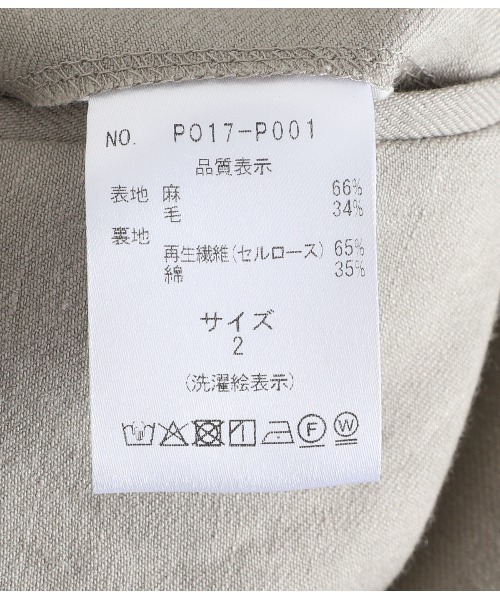 NO. P017-P001
品質表示
表地 麻 66%
毛 34%
裏地
再生繊維(セルロース) 65%
綿 35%
サイズ
2
(洗濯絵表示)
F W